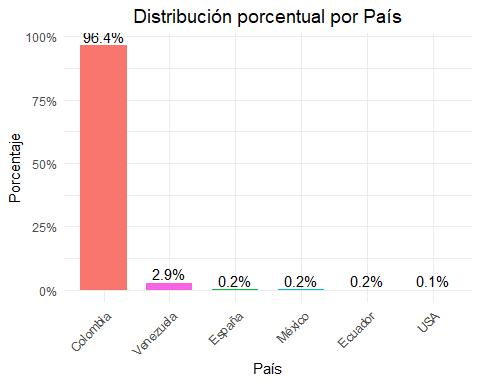 Distribución porcentual por País
100%
75%
50%
25%
0%
Porcentaje
96.4%
2.9%
0.2%
0.2%
0.2%
0.1%
Colombia
Venezuela
España
México
Ecuador
USA
País